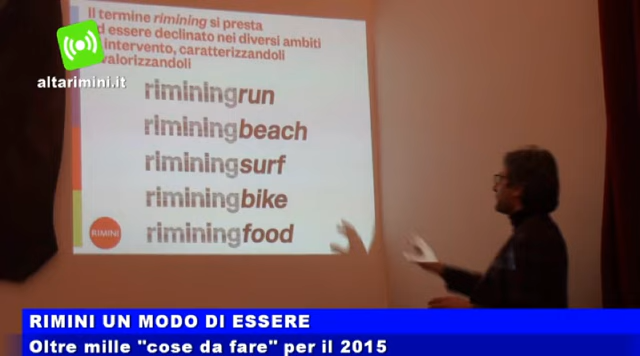 Il termine rimining si presta
d essere declinato nei diversi ambiti
intervento, caratterizzandoli
valorizzandoli
altarimini.it
riminingrun
riminingbeach
riminingsurf
riminingbike
riminingfood
RIMINI
RIMINI UN MODO DI ESSERE
Oltre mille "cose da fare" per il 2015